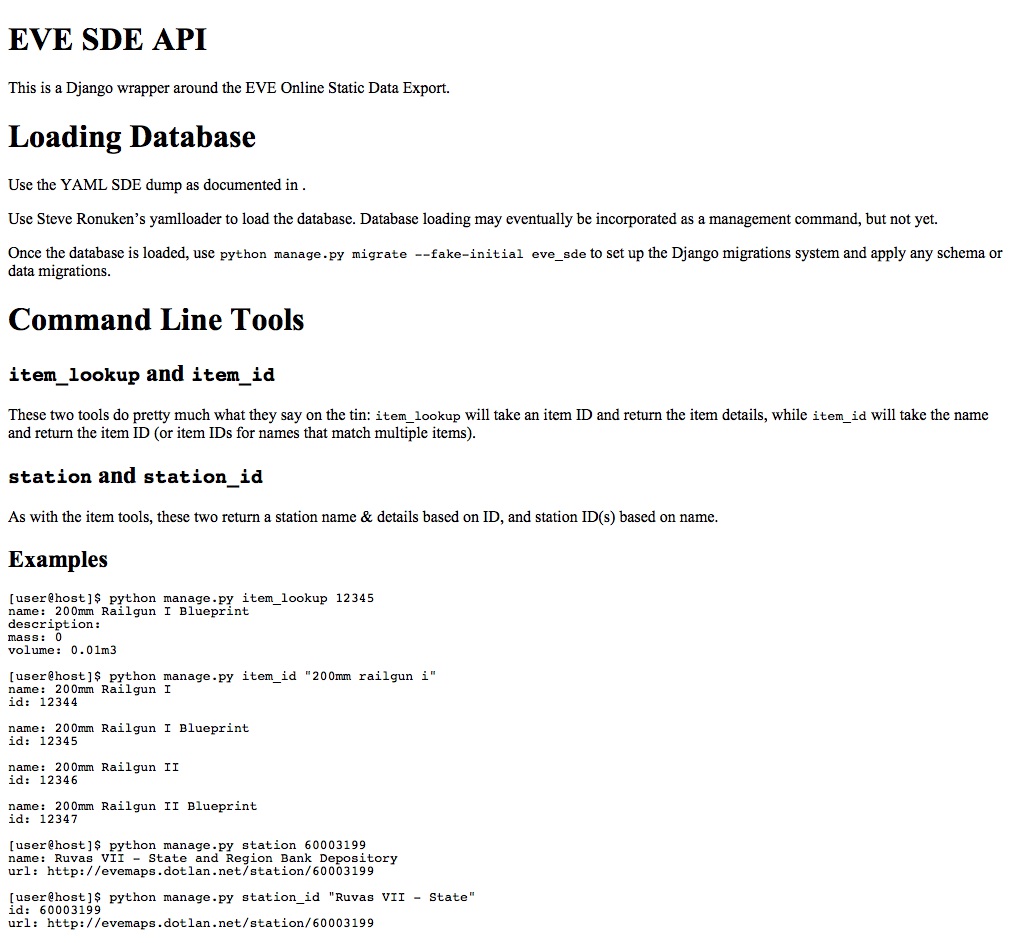 EVE SDE API
This is a Django wrapper around the EVE Online Static Data Export.
Loading Database
Use the YAML SDE dump as documented in .
Use Steve Ronuken’s yamlloader to load the database. Database loading may eventually be incorporated as a management command, but not yet.
Once the database is loaded, use python manage.py migrate --fake-initial eve_sde to set up the Django migrations system and apply any schema or
data migrations.
Command Line Tools
item_lookup and item_id
These two tools do pretty much what they say on the tin: item_lookup will take an item ID and return the item details, while item_id will take the name
and return the item ID (or item IDs for names that match multiple items).
station and station_id
As with the item tools, these two return a station name & details based on ID, and station ID(s) based on name.
Examples
[user@host]$ python manage.py item_lookup 12345
name: 200mm Railgun I Blueprint
description:
mass: 0
volume: 0.01m3
[user@host]$ python manage.py item_id "200mm railgun i"
name: 200mm Railgun I
id: 12344
name: 200mm Railgun I Blueprint
id: 12345
name: 200mm Railgun II
id: 12346
name: 200mm Railgun II Blueprint
id: 12347
[user@host]$ python manage.py station 60003199
name: Ruvas VII - State and Region Bank Depository
url: http://evemaps.dotlan.net/station/60003199
[user@host]$ python manage.py station_id "Ruvas VII - State"
id: 60003199
url: http://evemaps.dotlan.net/station/60003199